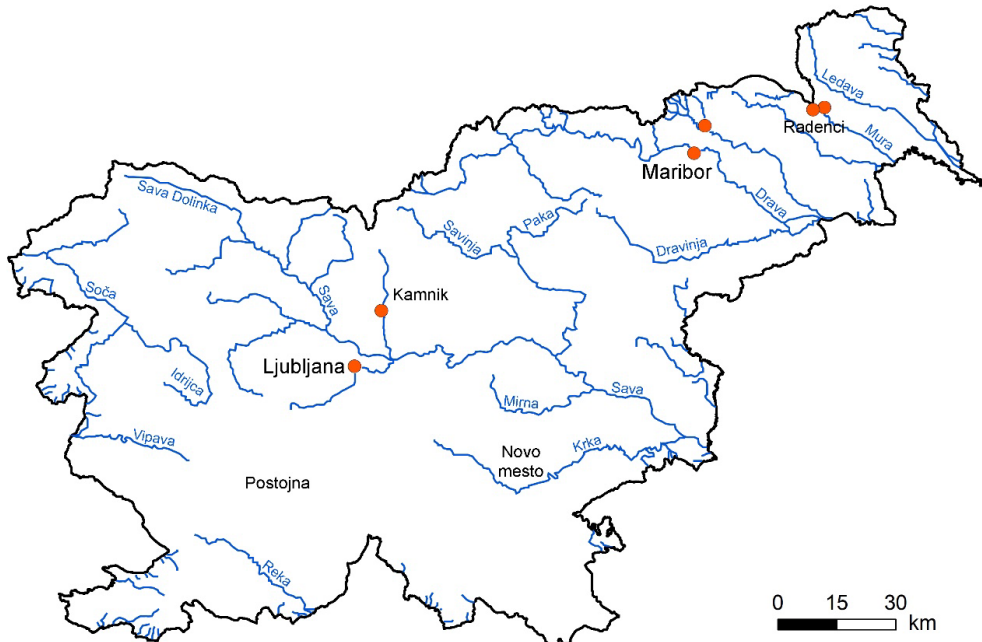 Ledava
Radenci
Mura
Maribor
Drava
Sava Dolinka
Paka
Savinja
Dravinja
Soča
Sava
Kamnik
Ljubljana
Idrijca
Mirna
Sava
Vipava
Krka
Novo
mesto
Postojna
Reka
0 15 30
km